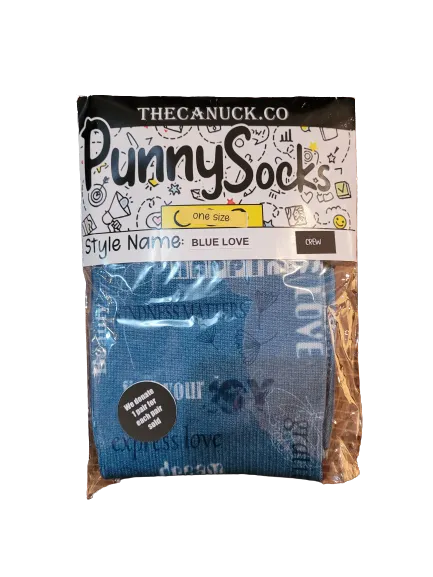 THECANUCK.CO
PunnySocks
one size
Style Name: BLUE LOVE
CREW
KINDNESS MATTERS
LOVE
your JOY
We donate
1 pair for
each pair
sold
express love
dream